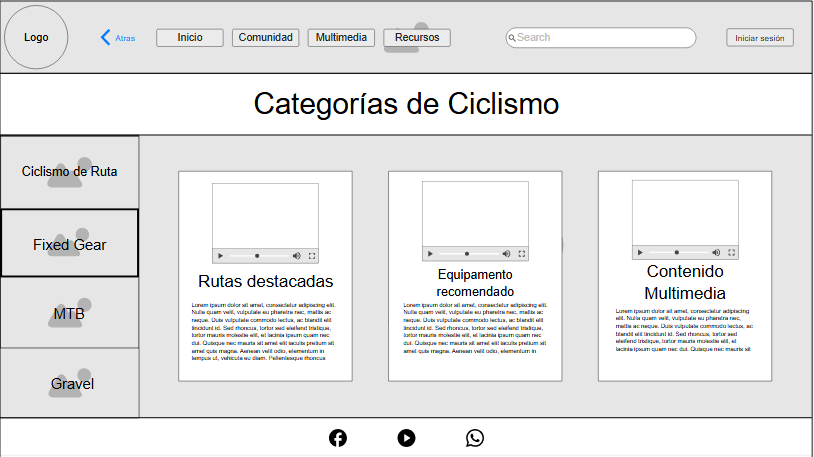 Logo
Atras
Inicio
Comunidad
Multimedia
Recursos
Search
Iniciar sesión
Categorías de Ciclismo
Ciclismo de Ruta
Fixed Gear
MTB
Gravel
Rutas destacadas
Lorem ipsum dolor sit amet, consectetur adipiscing elit.
Nulla quam velit, vulputate eu pharetra nec, mattis ac
neque. Duis vulputate commodo lectus, ac blandit elit
tincidunt id. Sed rhoncus, tortor sed eleifend tristique,
tortor mauris molestie elit, et lacinia ipsum quam nec
dui. Quisque nec mauris sit amet elit iaculis pretium sit
amet quis magna. Aenean velit odio, elementum in
tempus ut, vehicula eu diam. Pellentesque rhoncus
Equipamento
recomendado
Lorem ipsum dolor sit amet, consectetur adipiscing elit.
Nulla quam velit, vulputate eu pharetra nec, mattis ac
neque. Duis vulputate commodo lectus, ac blandit elit
tincidunt id. Sed rhoncus, tortor sed eleifend tristique,
tortor mauris molestie elit, et lacinia ipsum quam nec
dui. Quisque nec mauris sit amet elit iaculis pretium sit
amet quis magna. Aenean velit odio, elementum in
Contenido
Multimedia
Lorem ipsum dolor sit amet, consectetur adipiscing
elit. Nulla quam velit, vulputate eu pharetra nec,
mattis ac neque. Duis vulputate commodo lectus, ac
blandit elit tincidunt id. Sed rhoncus, tortor sed
eleifend tristique, tortor mauris molestie elit, et
lacinia ipsum quam nec dui. Quisque nec mauris sit